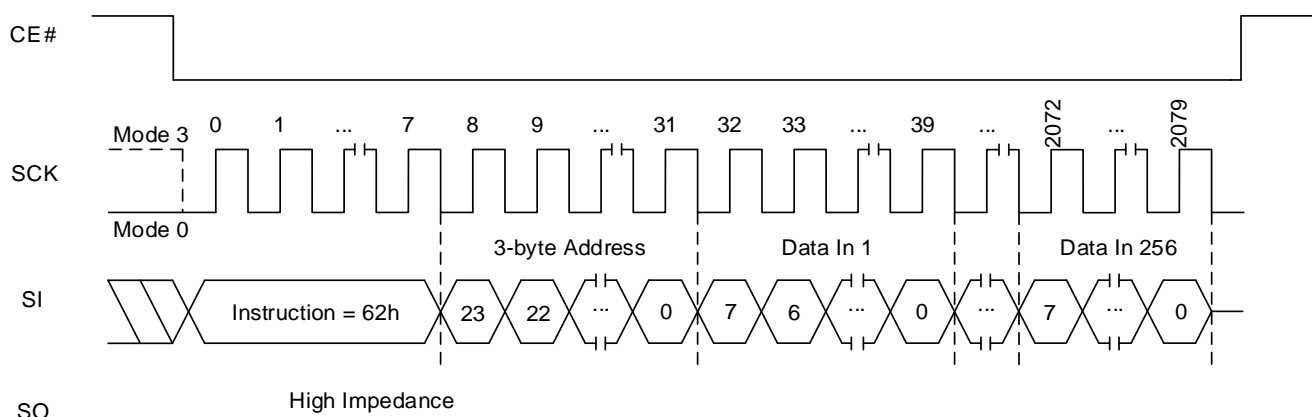 CE#
Mode 3
0 1 ... 7 8 9 ... 31 32 33 ... 39 ... 2072 ... 2079
SCK
Mode 0
3-byte Address Data In 1 Data In 256
SI
Instruction = 62h 23 22 ... 0 7 6 ... 0 ... 7 ... 0
High Impedance
SO